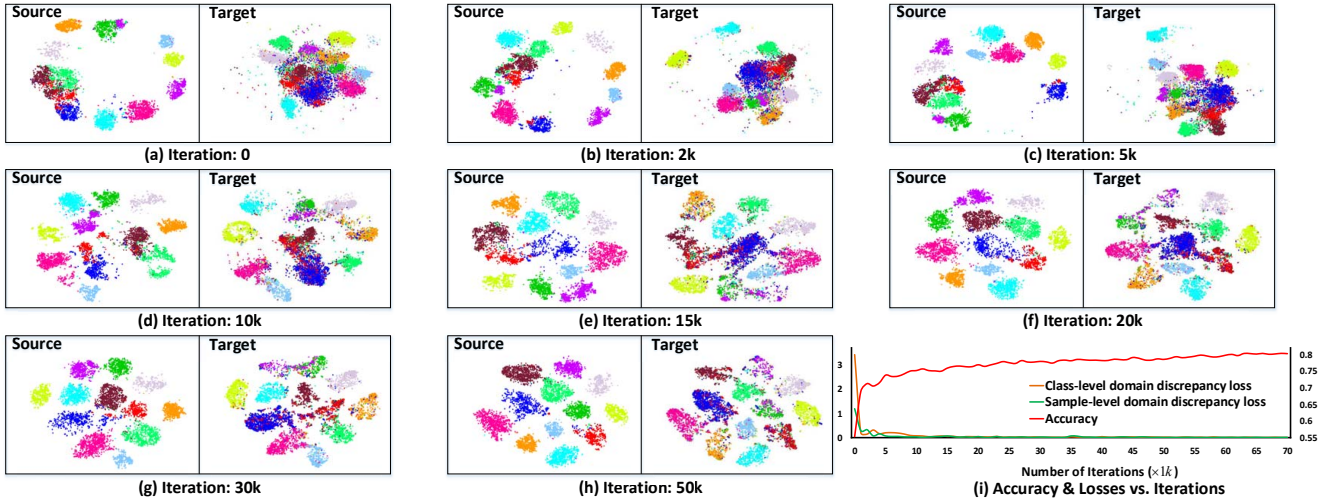 Source Target
(a) Iteration: 0
Source Target
(b) Iteration: 2k
Source Target
(c) Iteration: 5k
Source Target
(d) Iteration: 10k
Source Target
(e) Iteration: 15k
Source Target
(f) Iteration: 20k
Source Target
(g) Iteration: 30k
Source Target
(h) Iteration: 50k
3
2
1
0
0.8
0.75
0.7
0.65
0.6
0.55
Class-level domain discrepancy loss
Sample-level domain discrepancy loss
Accuracy
0 5 10 15 20 25 30 35 40 45 50 55 60 65 70
Number of Iterations (×1k)
(i) Accuracy & Losses vs. Iterations